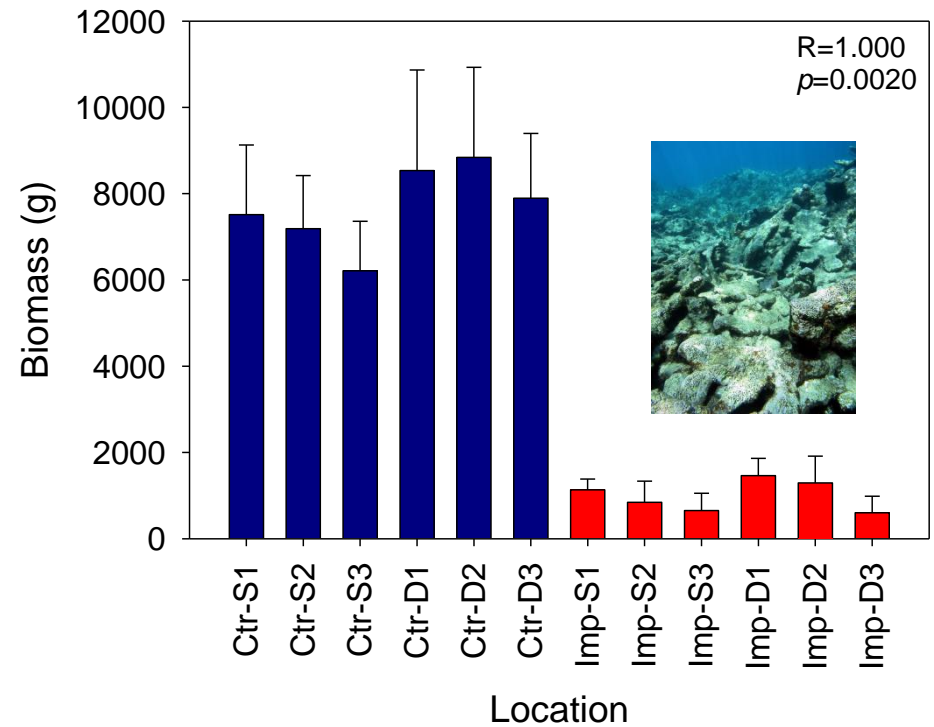 12000
10000
8000
6000
4000
2000
0
Biomass (g)
R=1.000
p=0.0020
Ctr-S1
Ctr-S2
Ctr-S3
Ctr-D1
Ctr-D2
Ctr-D3
Imp-S1
Imp-S2
Imp-S3
Imp-D1
Imp-D2
Imp-D3
Location